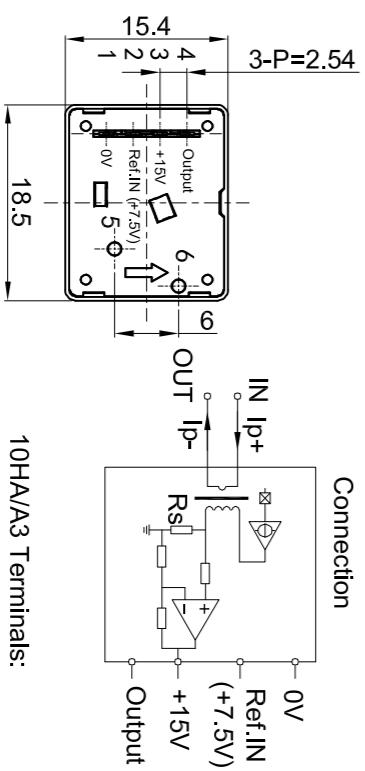 15.4
1 2 3 4
3-P=2.54
0V
Ref.IN (+7.5V)
+15V
Output
5
6
18.5
6
Connection
IN Ip+
OUT Ip-
Rs
+
-
0V
Ref.IN
(+7.5V)
+15V
Output
10HA/A3 Terminals: